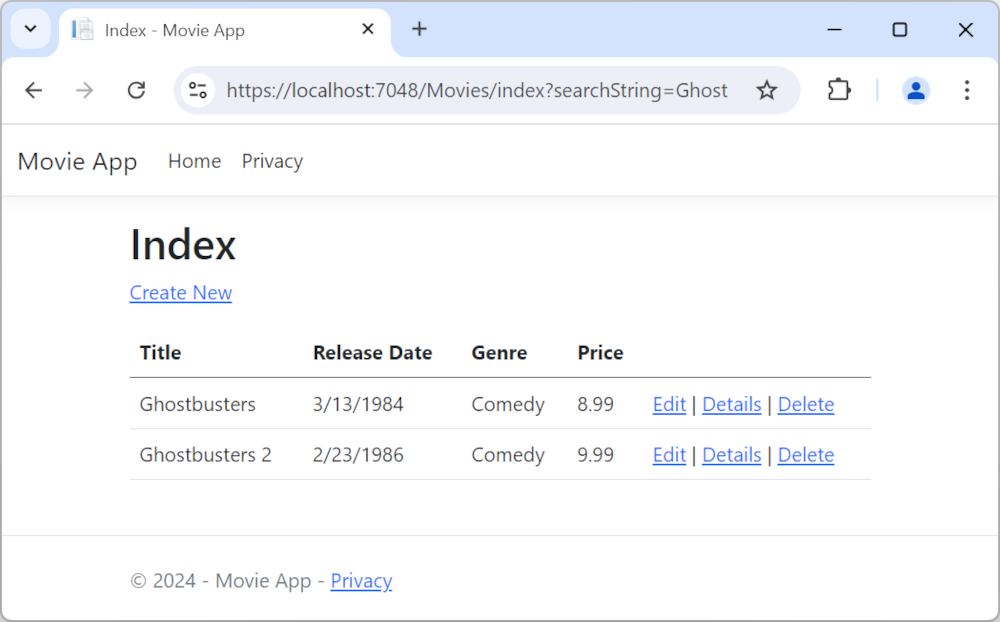 Index - Movie App
https://localhost:7048/Movies/index?searchString=Ghost
Movie App Home Privacy
Index
Create New
Title Release Date Genre Price
Ghostbusters 3/13/1984 Comedy 8.99 Edit | Details | Delete
Ghostbusters 2 2/23/1986 Comedy 9.99 Edit | Details | Delete
© 2024 - Movie App - Privacy